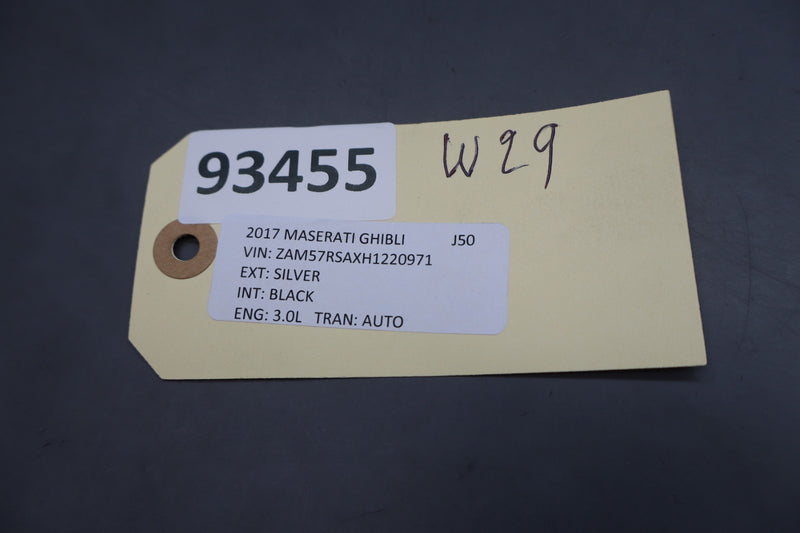 93455
W29
2017 MASERATI GHIBLI J50
VIN: ZAM57RSAXH1220971
EXT: SILVER
INT: BLACK
ENG: 3.0L TRAN: AUTO